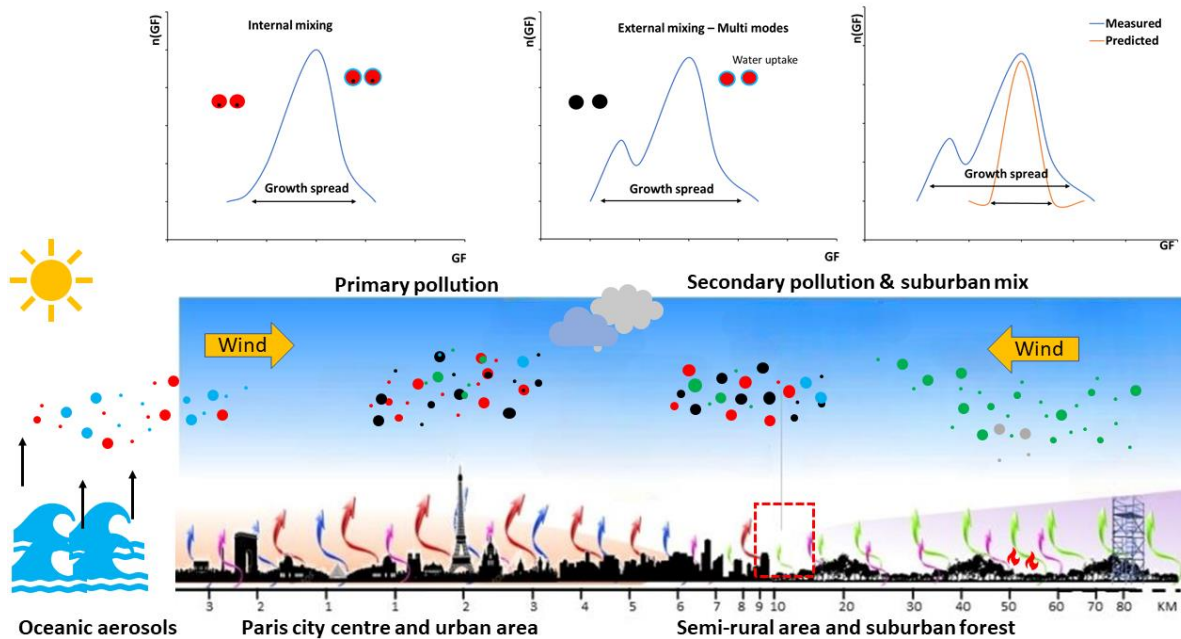 n(GF)
Internal mixing
Growth spread
GF
n(GF)
External mixing – Multi modes
Water uptake
Growth spread
GF
n(GF)
Measured
Predicted
Growth spread
GF
Primary pollution
Secondary pollution & suburban mix
Wind
Wind
3 2 1 1 2 3 4 5 6 7 8 9 10 20 30 40 50 60 70 80 KM
Oceanic aerosols
Paris city centre and urban area
Semi-rural area and suburban forest